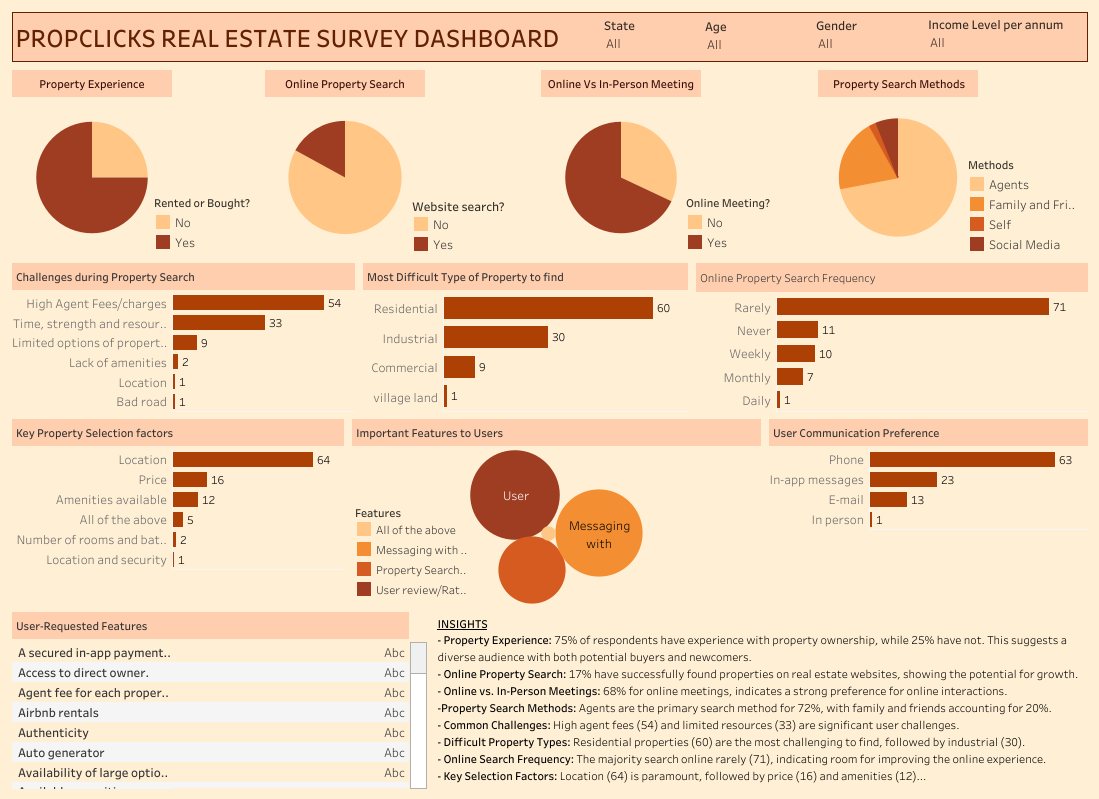 PROPCLICKS REAL ESTATE SURVEY DASHBOARD
State
All
Age
All
Gender
All
Income Level per annum
All
Property Experience
Online Property Search
Online Vs In-Person Meeting
Property Search Methods
Rented or Bought?
No
Yes
Website search?
No
Yes
Online Meeting?
No
Yes
Methods
Agents
Family and Fri..
Self
Social Media
Challenges during Property Search
High Agent Fees/charges 54
Time, strength and resour.. 33
Limited options of propert.. 9
Lack of amenities 2
Location 1
Bad road 1
Most Difficult Type of Property to find
Residential 60
Industrial 30
Commercial 9
village land 1
Online Property Search Frequency
Rarely 71
Never 11
Weekly 10
Monthly 7
Daily 1
Key Property Selection factors
Location 64
Price 16
Amenities available 12
All of the above 5
Number of rooms and bat.. 2
Location and security 1
Important Features to Users
Features
All of the above
Messaging with ..
Property Search..
User review/Rat..
User
Messaging
with
User Communication Preference
Phone 63
In-app messages 23
E-mail 13
In person 1
User-Requested Features
A secured in-app payment.. Abc
Access to direct owner. Abc
Agent fee for each proper.. Abc
Airbnb rentals Abc
Authenticity Abc
Auto generator Abc
Availability of large optio.. Abc
INSIGHTS
- Property Experience: 75% of respondents have experience with property ownership, while 25% have not. This suggests a
diverse audience with both potential buyers and newcomers.
- Online Property Search: 17% have successfully found properties on real estate websites, showing the potential for growth.
- Online vs. In-Person Meetings: 68% for online meetings, indicates a strong preference for online interactions.
-Property Search Methods: Agents are the primary search method for 72%, with family and friends accounting for 20%.
- Common Challenges: High agent fees (54) and limited resources (33) are significant user challenges.
- Difficult Property Types: Residential properties (60) are the most challenging to find, followed by industrial (30).
- Online Search Frequency: The majority search online rarely (71), indicating room for improving the online experience.
- Key Selection Factors: Location (64) is paramount, followed by price (16) and amenities (12)...